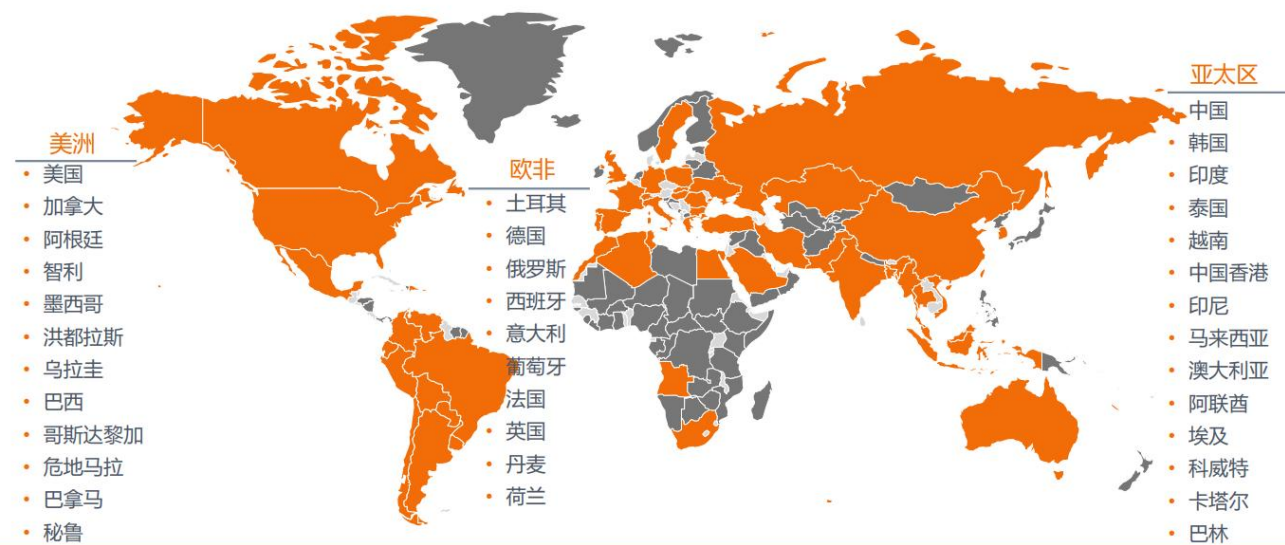 美洲
美国
加拿大
阿根廷
智利
墨西哥
洪都拉斯
乌拉圭
巴西
哥斯达黎加
危地马拉
巴拿马
秘鲁
欧非
土耳其
德国
俄罗斯
西班牙
意大利
葡萄牙
法国
英国
丹麦
荷兰
亚太区
中国
韩国
印度
泰国
越南
中国香港
印尼
马来西亚
澳大利亚
阿联酋
埃及
科威特
卡塔尔
巴林